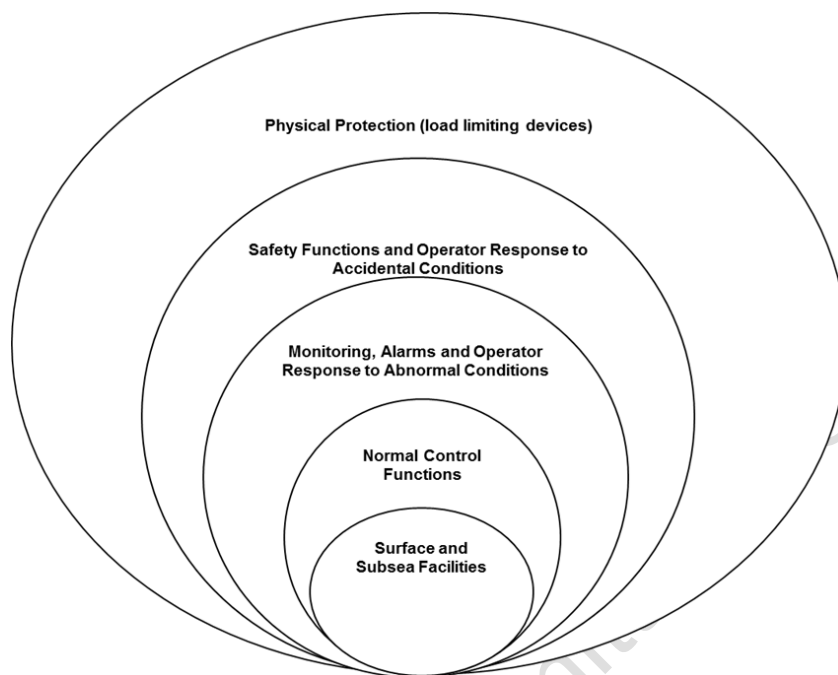 Physical Protection (load limiting devices)
Safety Functions and Operator Response to
Accidental Conditions
Monitoring, Alarms and Operator
Response to Abnormal Conditions
Normal Control
Functions
Surface and
Subsea Facilities